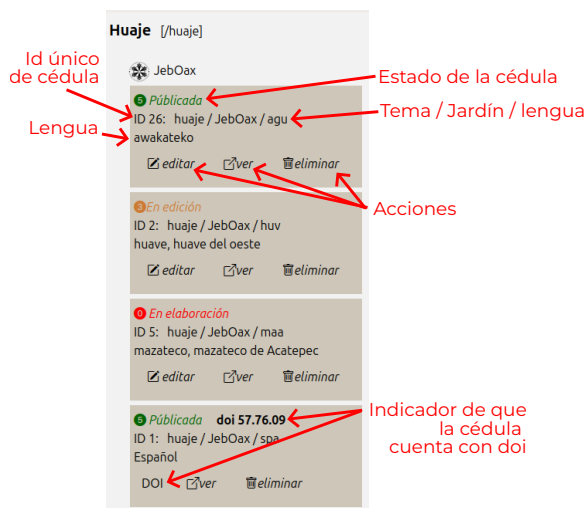 Huaje [/huaje]
JebOax
5 Públicada
ID 26: huaje / JebOax / agu
awakateko
editar ver eliminar
3 En edición
ID 2: huaje / JebOax / huv
huave, huave del oeste
editar ver eliminar
0 En elaboración
ID 5: huaje / JebOax / maa
mazateco, mazateco de Acatepec
editar ver eliminar
5 Públicada doi 57.76.09
ID 1: huaje / JebOax / spa
Español
DOI ver eliminar
Id único
de cédula
Lengua
Estado de la cédula
Tema / Jardín / lengua
Acciones
Indicador de que
la cédula
cuenta con doi